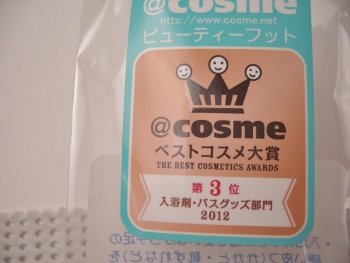 @cosme
http://www.cosme.net
ビューティーフット
@cosme
ベストコスメ大賞
THE BEST COSMETICS AWARDS
第3位
入浴剤・バスグッズ部門
2012